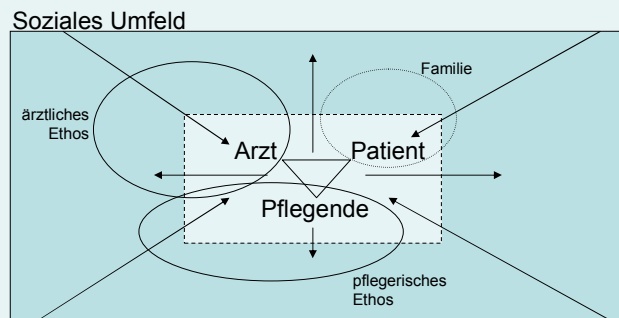 Soziales Umfeld
Familie
ärztliches
Ethos
Arzt
Patient
Pflegende
pflegerisches
Ethos